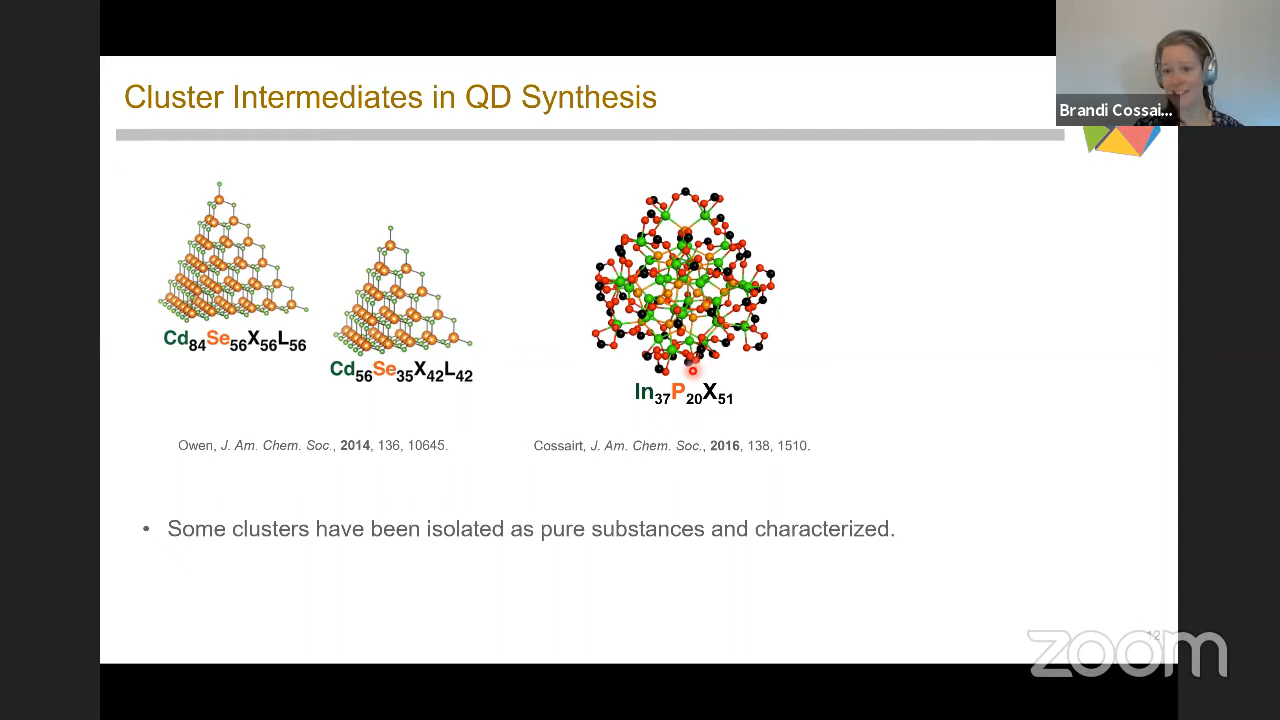 Cluster Intermediates in QD Synthesis
Brandi Cossai...
Cd84Se56X56L56
Cd56Se35X42L42
In37P20X51
Owen, J. Am. Chem. Soc., 2014, 136, 10645.
Cossairt, J. Am. Chem. Soc., 2016, 138, 1510.
• Some clusters have been isolated as pure substances and characterized.
12
zoom